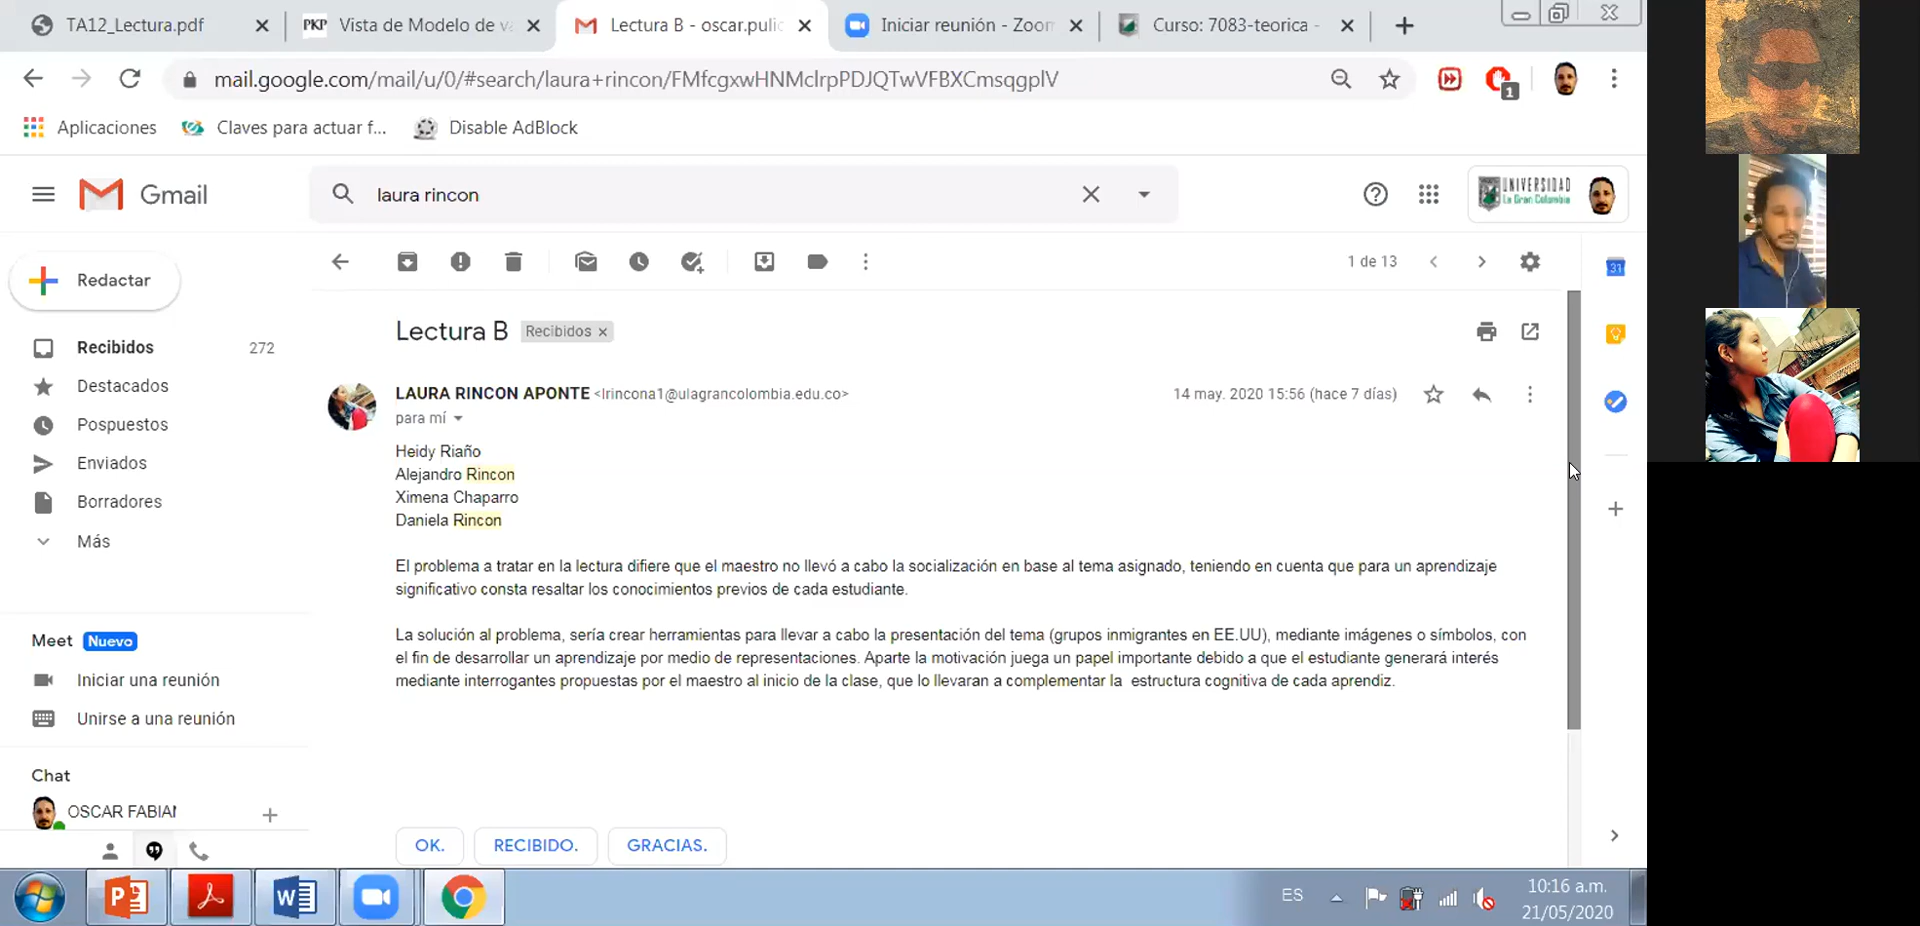 TA12_Lectura.pdf
PKP Vista de Modelo de va
Lectura B - oscar.pulic
Iniciar reunión - Zoom
Curso: 7083-teorica -
mail.google.com/mail/u/0/#search/laura+rincon/FMfcgxwHNMclrpPDJQTwVFBXCmsqgplV
1
Aplicaciones
Claves para actuar f...
Disable AdBlock
Gmail
laura rincon
UNIVERSIDAD
La Gran Colombia
Redactar
1 de 13
31
Lectura B
Recibidos x
Recibidos 272
Destacados
Pospuestos
Enviados
Borradores
Más
LAURA RINCON APONTE <lrincona1@ulagrancolombia.edu.co>
14 may. 2020 15:56 (hace 7 días)
para mí
Heidy Riaño
Alejandro Rincon
Ximena Chaparro
Daniela Rincon
El problema a tratar en la lectura difiere que el maestro no llevó a cabo la socialización en base al tema asignado, teniendo en cuenta que para un aprendizaje
significativo consta resaltar los conocimientos previos de cada estudiante.
La solución al problema, sería crear herramientas para llevar a cabo la presentación del tema (grupos inmigrantes en EE.UU), mediante imágenes o símbolos, con
el fin de desarrollar un aprendizaje por medio de representaciones. Aparte la motivación juega un papel importante debido a que el estudiante generará interés
mediante interrogantes propuestas por el maestro al inicio de la clase, que lo llevaran a complementar la estructura cognitiva de cada aprendiz.
Meet Nuevo
Iniciar una reunión
Unirse a una reunión
Chat
OSCAR FABIAN
OK.
RECIBIDO.
GRACIAS.
ES
10:16 a.m.
21/05/2020